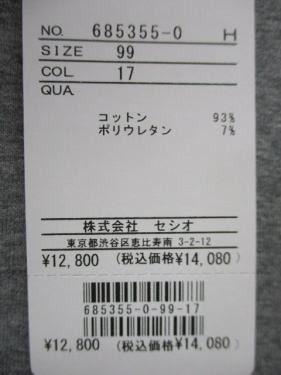 NO. 685355-0 H
SIZE 99
COL. 17
QUA.
コットン 93%
ポリウレタン 7%
株式会社 セシオ
東京都渋谷区恵比寿南 3-2-12
¥12,800 (税込価格¥14,080)
685355-0-99-17
¥12,800 (税込価格¥14,080)